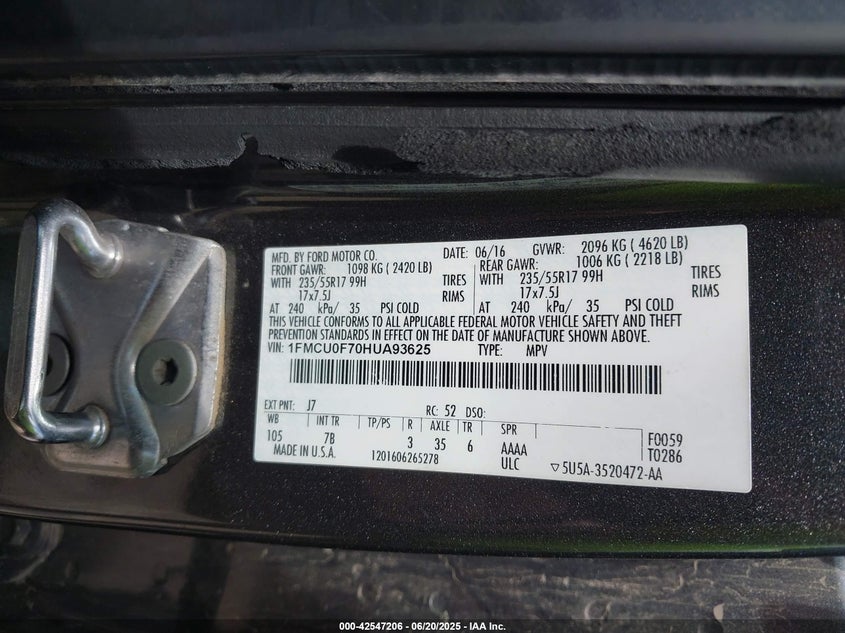 MFD. BY FORD MOTOR CO. DATE: 06/16 GVWR: 2096 KG ( 4620 LB)
FRONT GAWR: 1098 KG ( 2420 LB) REAR GAWR: 1006 KG ( 2218 LB)
WITH 235/55R17 99H TIRES WITH 235/55R17 99H TIRES
17x7.5J RIMS 17x7.5J RIMS
AT 240 kPa/ 35 PSI COLD AT 240 kPa/ 35 PSI COLD
THIS VEHICLE CONFORMS TO ALL APPLICABLE FEDERAL MOTOR VEHICLE SAFETY AND THEFT
PREVENTION STANDARDS IN EFFECT ON THE DATE OF MANUFACTURE SHOWN ABOVE.
VIN: 1FMCU0F70HUA93625 TYPE: MPV
EXT PNT: J7 RC: 52 DSO:
WB INT TR TP/PS R AXLE TR SPR
105 7B 3 35 6 AAAA F0059
MADE IN U.S.A. 1201606265278 ULC T0286
▽5U5A-3520472-AA
000-42547206 - 06/20/2025 - IAA Inc.